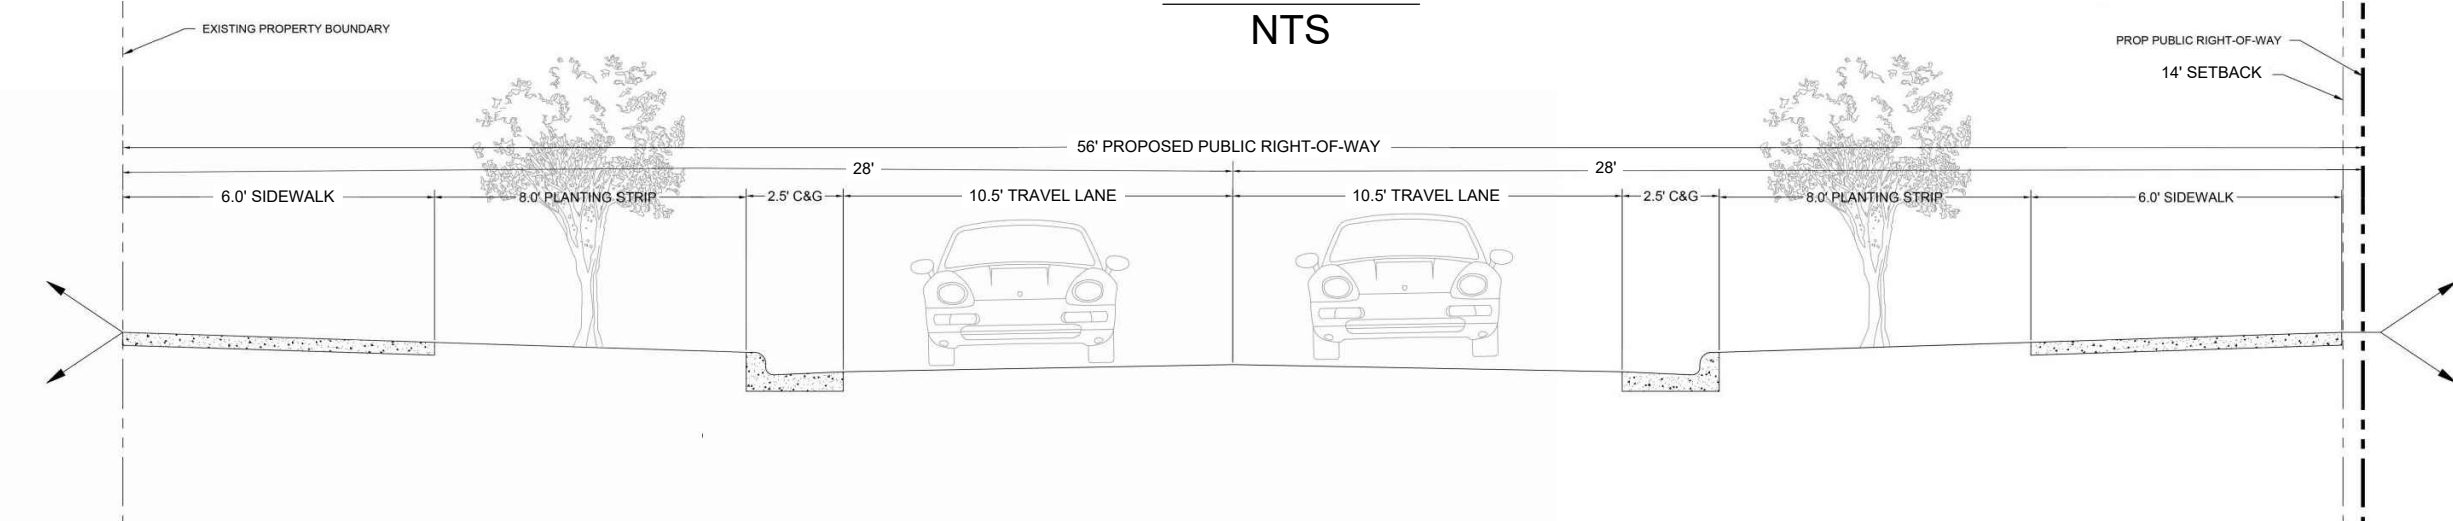 NTS
EXISTING PROPERTY BOUNDARY
PROP PUBLIC RIGHT-OF-WAY
14' SETBACK
56' PROPOSED PUBLIC RIGHT-OF-WAY
28'
28'
6.0' SIDEWALK
8.0' PLANTING STRIP
2.5' C&G
10.5' TRAVEL LANE
10.5' TRAVEL LANE
2.5' C&G
8.0' PLANTING STRIP
6.0' SIDEWALK